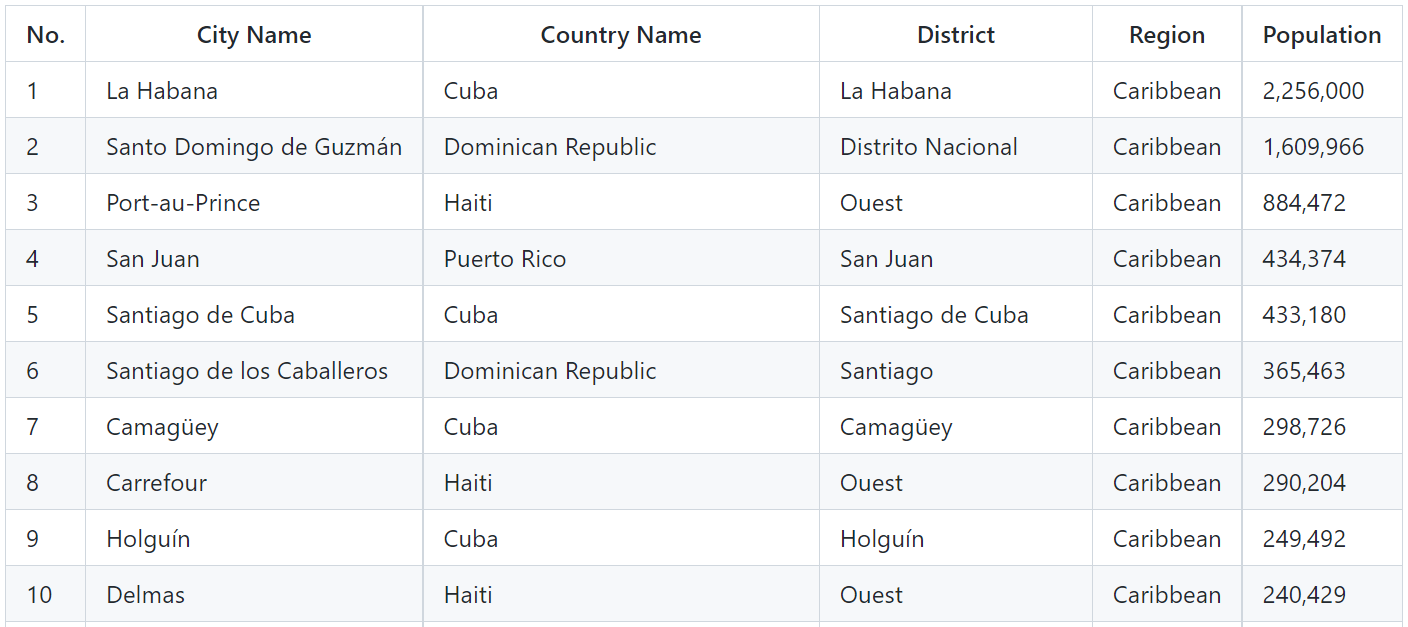 No. City Name Country Name District Region Population
1 La Habana Cuba La Habana Caribbean 2,256,000
2 Santo Domingo de Guzmán Dominican Republic Distrito Nacional Caribbean 1,609,966
3 Port-au-Prince Haiti Ouest Caribbean 884,472
4 San Juan Puerto Rico San Juan Caribbean 434,374
5 Santiago de Cuba Cuba Santiago de Cuba Caribbean 433,180
6 Santiago de los Caballeros Dominican Republic Santiago Caribbean 365,463
7 Camagüey Cuba Camagüey Caribbean 298,726
8 Carrefour Haiti Ouest Caribbean 290,204
9 Holguín Cuba Holguín Caribbean 249,492
10 Delmas Haiti Ouest Caribbean 240,429